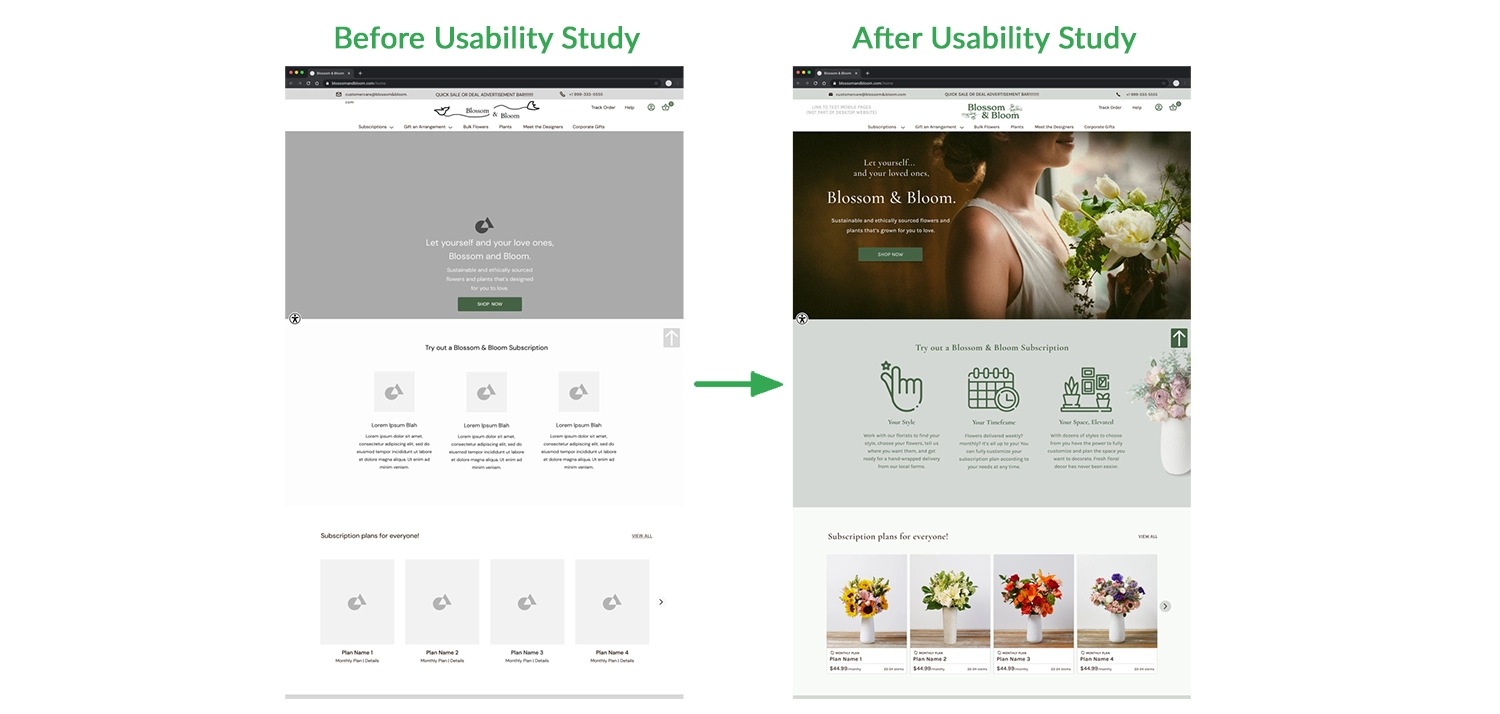 Before Usability Study
Blossom & Bloom
blossomandbloom.com/home
customercare@blossom&bloom.
com
QUICK SALE OR DEAL ADVERTISEMENT BAR!!!!!!!
+1 888-333-5555
Blossom
& Bloom
Track Order
Help
Subscriptions
Gift an Arrangement
Bulk Flowers
Plants
Meet the Designers
Corporate Gifts
Let yourself and your love ones,
Blossom and Bloom.
Sustainable and ethically sourced
flowers and plants that's designed
for you to love.
SHOP NOW
Try out a Blossom & Bloom Subscription
Lorem Ipsum Blah
Lorem ipsum dolor sit amet,
consectetur adipiscing elit, sed do
eiusmod tempor incididunt ut labore
et dolore magna aliqua. Ut enim ad
minim veniam.
Lorem Ipsum Blah
Lorem ipsum dolor sit amet,
consectetur adipiscing elit, sed do
eiusmod tempor incididunt ut labore
et dolore magna aliqua. Ut enim ad
minim veniam.
Lorem Ipsum Blah
Lorem ipsum dolor sit amet,
consectetur adipiscing elit, sed do
eiusmod tempor incididunt ut labore
et dolore magna aliqua. Ut enim ad
minim veniam.
Subscription plans for everyone!
VIEW ALL
Plan Name 1
Monthly Plan | Details
Plan Name 2
Monthly Plan | Details
Plan Name 3
Monthly Plan | Details
Plan Name 4
Monthly Plan | Details
After Usability Study
Blossom & Bloom
blossomandbloom.com/home
customercare@blossom&bloom.com
QUICK SALE OR DEAL ADVERTISEMENT BAR!!!!!!!
+1 888-333-5555
LINK TO TEST MOBILE PAGES
(NOT PART OF DESKTOP WEBSITE)
Blossom
& Bloom
Track Order
Help
Subscriptions
Gift an Arrangement
Bulk Flowers
Plants
Meet the Designers
Corporate Gifts
Let yourself...
and your loved ones,
Blossom & Bloom.
Sustainable and ethically sourced flowers and
plants that's grown for you to love.
SHOP NOW
Try out a Blossom & Bloom Subscription
Your Style
Work with our florists to find your
style, choose your flowers, tell us
where you want them, and get
ready for a hand-wrapped delivery
from our local farms.
Your Timeframe
Flowers delivered weekly?
monthly? It's all up to you! You
can fully customize your
subscription plan according to
your needs at any time.
Your Space, Elevated
With dozens of styles to choose
from you have the power to fully
customize and plan the space you
want to decorate. Fresh floral
decor has never been easier.
Subscription plans for everyone!
VIEW ALL
MONTHLY PLAN
Plan Name 1
$44.99/monthly
MONTHLY PLAN
Plan Name 2
$44.99/monthly
MONTHLY PLAN
Plan Name 3
$44.99/monthly
MONTHLY PLAN
Plan Name 4
$44.99/monthly